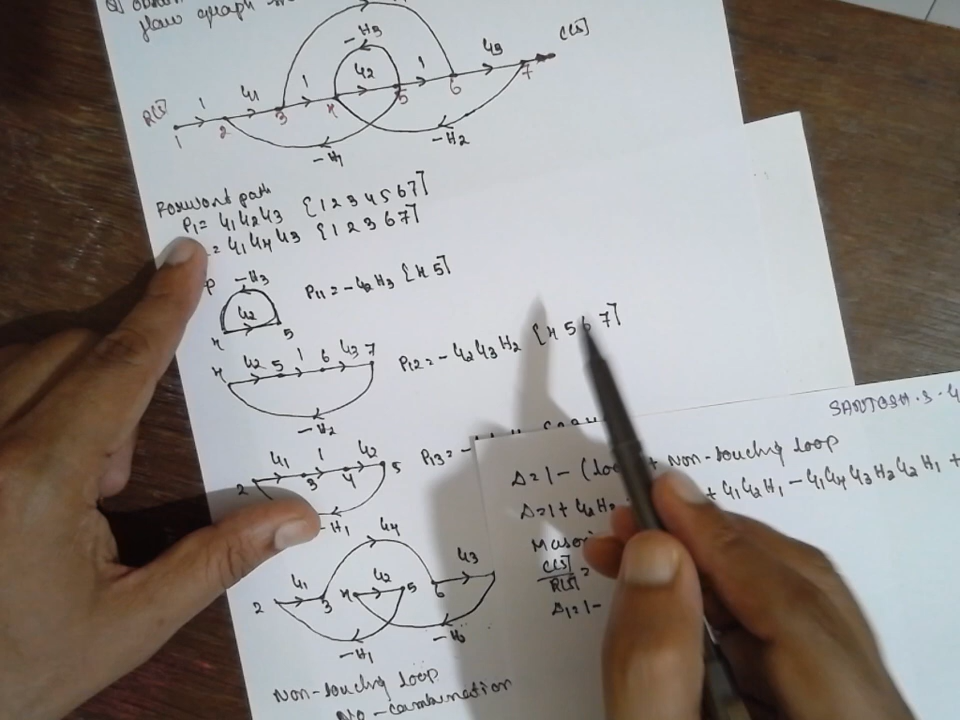 flow graph
-H3
C(S)
R(S) 1 G1 1 G2 1 G3
1 2 3 4 5 6 7
-H1 -H2
Forward path
P1 = G1G2G3 {1 2 3 4 5 6 7}
= G1G4G3 {1 2 3 6 7}
P -H3
G2 P11 = -G2H3 {4 5}
4 5
G2 5 1 6 G3 7 P12 = -G2G3H2 {4 5 6 7}
4
-H2
SANTOSH.S.
G1 1 G2 5 P13 = -
2 3 4
-H1
Δ = 1 - ( + Non-touching loop
Δ = 1 + G2H + G1G2H1 - G1G4G3H2G2H1 +
G4
Mason
C(S)/R(S) =
Δ1 = 1 -
G1 G2 G3
2 3 4 5 6
-H1
Non-touching loop
No - combination